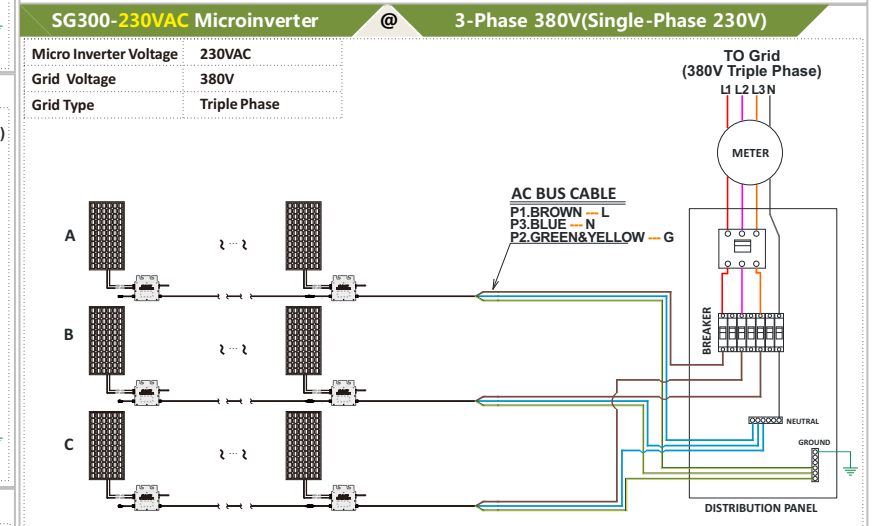 SG300-230VAC Microinverter @ 3-Phase 380V(Single-Phase 230V)
Micro Inverter Voltage 230VAC
Grid Voltage 380V
Grid Type Triple Phase
TO Grid
(380V Triple Phase)
L1 L2 L3 N
METER
)
AC BUS CABLE
P1.BROWN --- L
P3.BLUE --- N
P2.GREEN&YELLOW --- G
A
B
C
BREAKER
NEUTRAL
GROUND
DISTRIBUTION PANEL